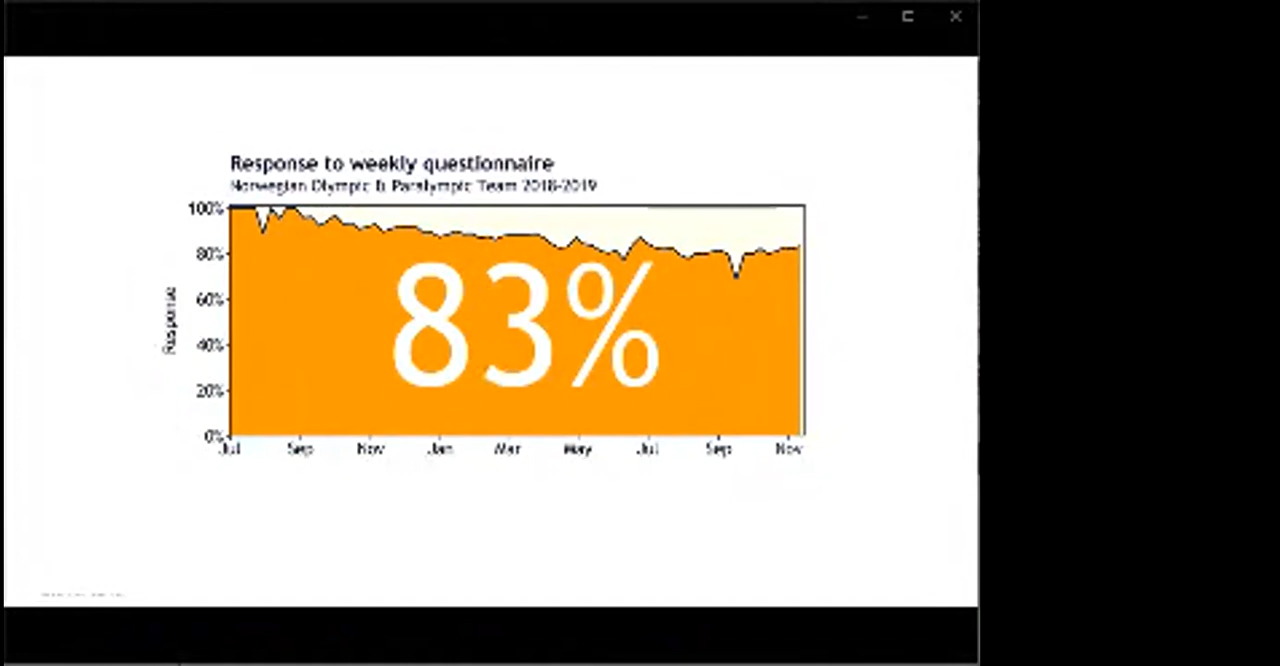 Response to weekly questionnaire
Norwegian Olympic & Paralympic Team 2018-2019
100%
80%
60%
40%
20%
0%
Response
83%
Jul Sep Nov Jan Mar May Jul Sep Nov